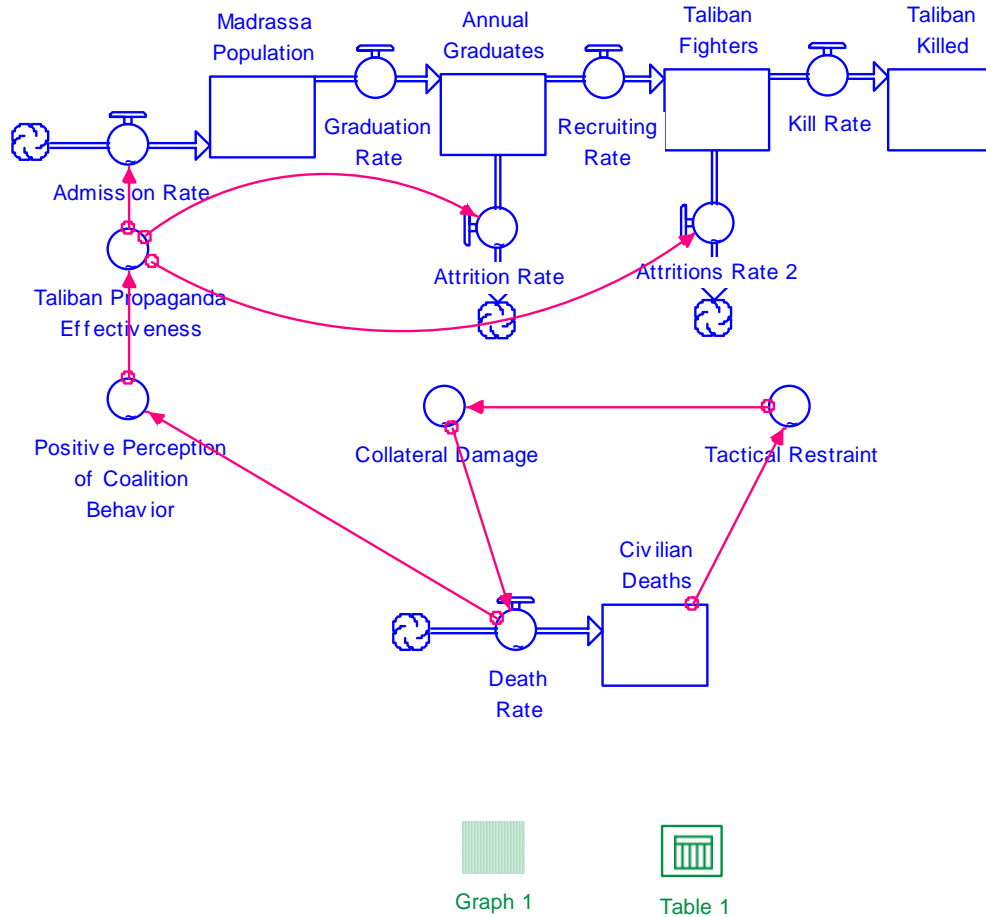 Madrassa
Population
Annual
Graduates
Taliban
Fighters
Taliban
Killed
Graduation
Rate
Recruiting
Rate
Kill Rate
Admission Rate
Attrition Rate
Attritions Rate 2
Taliban Propaganda
Effectiveness
Positive Perception
of Coalition
Behavior
Collateral Damage
Tactical Restraint
Civilian
Deaths
Death
Rate
Graph 1
Table 1